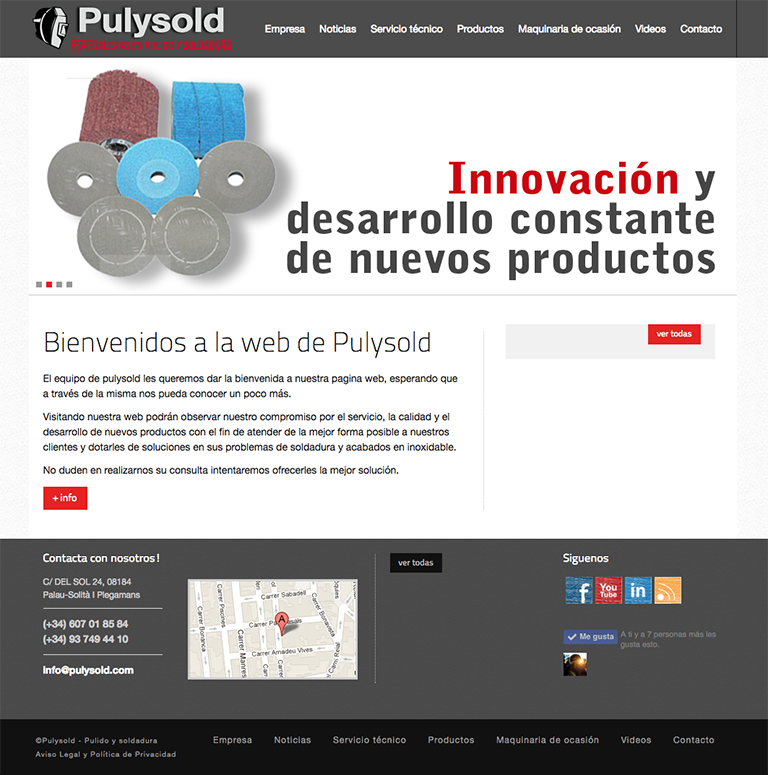 Pulysold
ESPECIALISTAS EN PULIDO Y SOLDADURA
Empresa Noticias Servicio técnico Productos Maquinaria de ocasión Videos Contacto
Innovación y
desarrollo constante
de nuevos productos
Bienvenidos a la web de Pulysold
El equipo de pulysold les queremos dar la bienvenida a nuestra pagina web, esperando que
a través de la misma nos pueda conocer un poco más.
Visitando nuestra web podrán observar nuestro compromiso por el servicio, la calidad y el
desarrollo de nuevos productos con el fin de atender de la mejor forma posible a nuestros
clientes y dotarles de soluciones en sus problemas de soldadura y acabados en inoxidable.
No duden en realizarnos su consulta intentaremos ofrecerles la mejor solución.
+ info
ver todas
Contacta con nosotros!
C/ DEL SOL 24, 08184
Palau-Solità I Plegamans
(+34) 607 01 85 84
(+34) 93 749 44 10
info@pulysold.com
Carrer Sabadell
Carrer Pisones
Carrer Bonanca
Carrer Manres
Carrer Amadeu Vives
Carrer Bonavista
Camí Reial
A
ver todas
Siguenos
f
You
Tube
in
Me gusta
A ti y a 7 personas más les
gusta esto.
©Pulysold - Pulido y soldadura
Aviso Legal y Política de Privacidad
Empresa Noticias Servicio técnico Productos Maquinaria de ocasión Videos Contacto